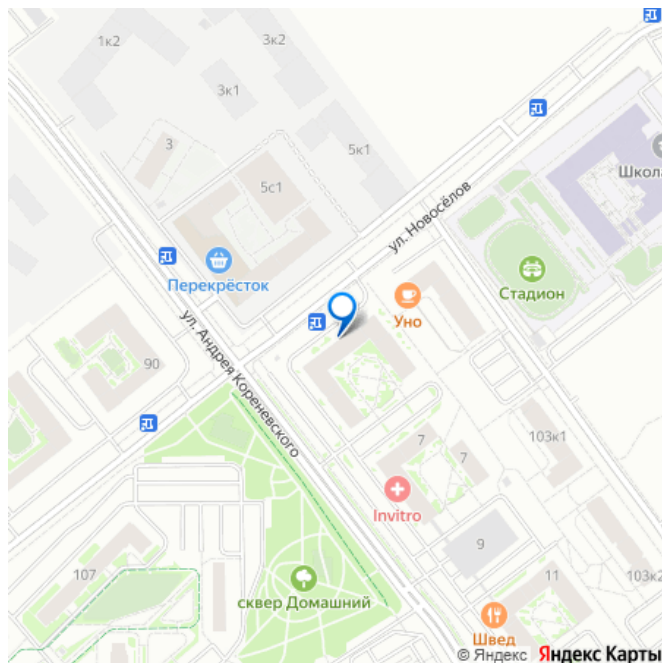 1к2
3к2
3к1
3
5к1
5с1
Школа
ул. Новосёлов
Перекрёсток
Стадион
Уно
ул. Андрея Кореневского
90
103к1
7
7
Invitro
9
107
11
103к2
сквер Домашний
Швед
© Яндекс Яндекс Карты